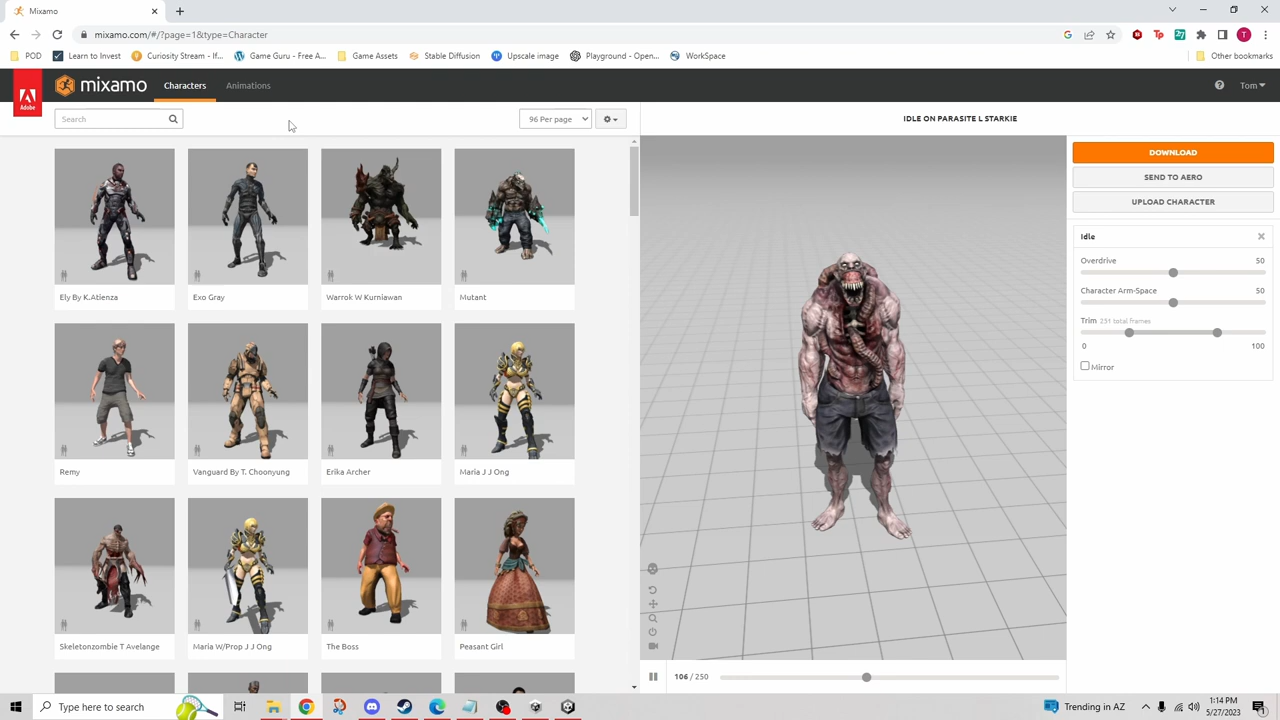 Mixamo
mixamo.com/#/?page=1&type=Character
POD
Learn to Invest
Curiosity Stream - If...
Game Guru - Free A...
Game Assets
Stable Diffusion
Upscale image
Playground - Open...
WorkSpace
Other bookmarks
Adobe
mixamo
Characters
Animations
Tom
Search
96 Per page
IDLE ON PARASITE L STARKIE
Ely By K.Atienza
Exo Gray
Warrok W Kurniawan
Mutant
Remy
Vanguard By T. Choonyung
Erika Archer
Maria J J Ong
Skeletonzombie T Avelange
Maria W/Prop J J Ong
The Boss
Peasant Girl
DOWNLOAD
SEND TO AERO
UPLOAD CHARACTER
Idle
Overdrive 50
Character Arm-Space 50
Trim 231 total frames
0 100
Mirror
106 / 250
Type here to search
Trending in AZ
1:14 PM
5/27/2023